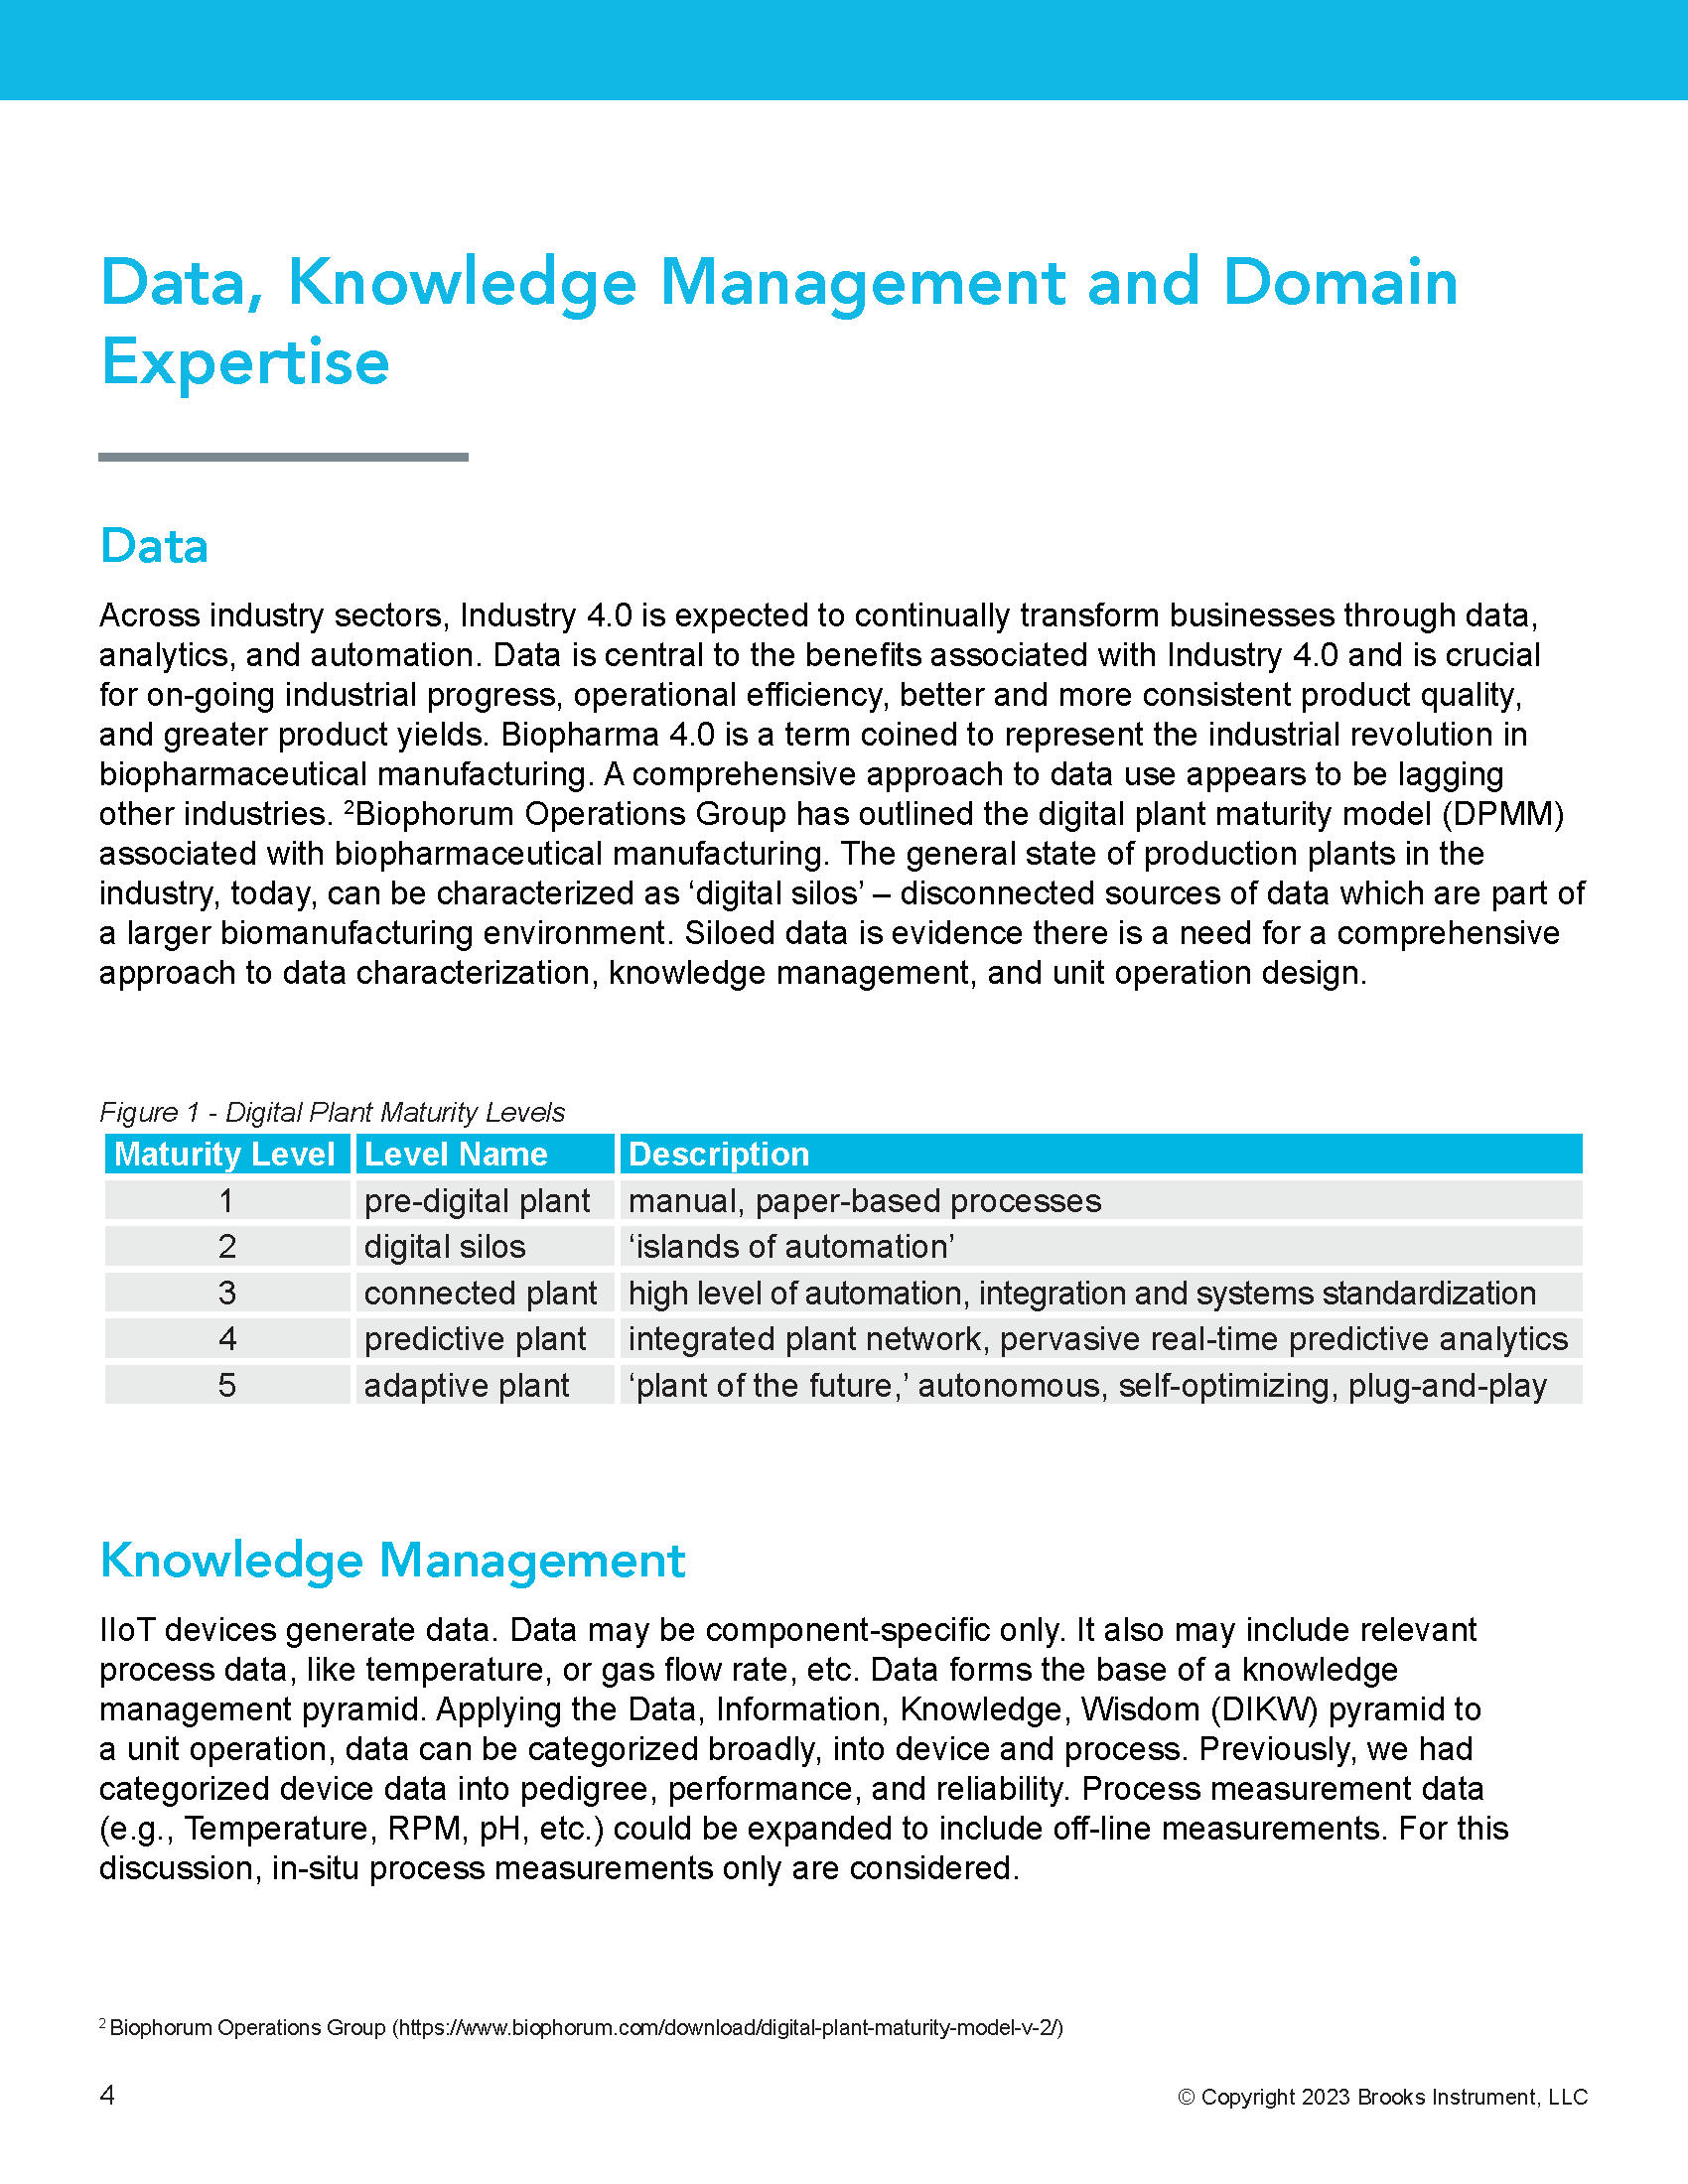 Data, Knowledge Management and Domain
Expertise
Data
Across industry sectors, Industry 4.0 is expected to continually transform businesses through data,
analytics, and automation. Data is central to the benefits associated with Industry 4.0 and is crucial
for on-going industrial progress, operational efficiency, better and more consistent product quality,
and greater product yields. Biopharma 4.0 is a term coined to represent the industrial revolution in
biopharmaceutical manufacturing. A comprehensive approach to data use appears to be lagging
other industries. ²Biophorum Operations Group has outlined the digital plant maturity model (DPMM)
associated with biopharmaceutical manufacturing. The general state of production plants in the
industry, today, can be characterized as ‘digital silos’ – disconnected sources of data which are part of
a larger biomanufacturing environment. Siloed data is evidence there is a need for a comprehensive
approach to data characterization, knowledge management, and unit operation design.
Figure 1 - Digital Plant Maturity Levels
Maturity Level Level Name Description
1 pre-digital plant manual, paper-based processes
2 digital silos ‘islands of automation’
3 connected plant high level of automation, integration and systems standardization
4 predictive plant integrated plant network, pervasive real-time predictive analytics
5 adaptive plant ‘plant of the future,’ autonomous, self-optimizing, plug-and-play
Knowledge Management
IIoT devices generate data. Data may be component-specific only. It also may include relevant
process data, like temperature, or gas flow rate, etc. Data forms the base of a knowledge
management pyramid. Applying the Data, Information, Knowledge, Wisdom (DIKW) pyramid to
a unit operation, data can be categorized broadly, into device and process. Previously, we had
categorized device data into pedigree, performance, and reliability. Process measurement data
(e.g., Temperature, RPM, pH, etc.) could be expanded to include off-line measurements. For this
discussion, in-situ process measurements only are considered.
² Biophorum Operations Group (https://www.biophorum.com/download/digital-plant-maturity-model-v-2/)
4 © Copyright 2023 Brooks Instrument, LLC